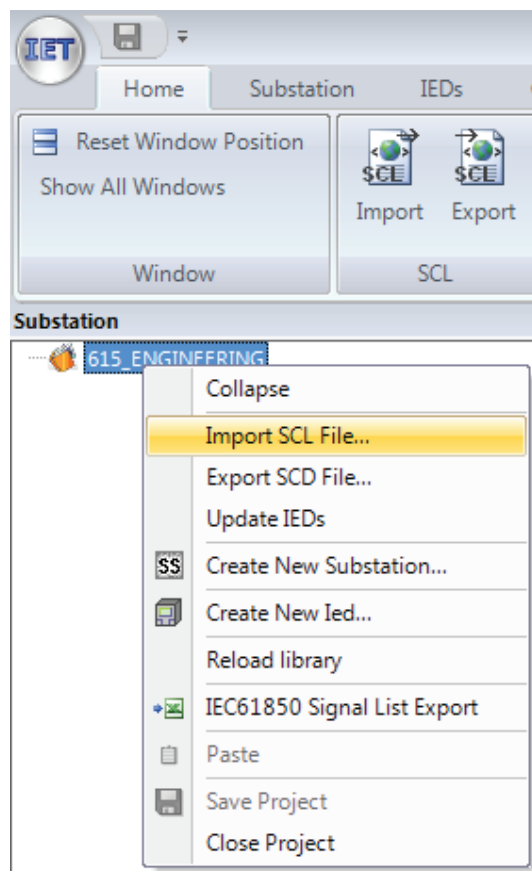 IET
Home Substation IEDs
Reset Window Position
Show All Windows
Window
SCL Import
SCL Export
SCL
Substation
615_ENGINEERING
Collapse
Import SCL File...
Export SCD File...
Update IEDs
SS Create New Substation...
Create New Ied...
Reload library
IEC61850 Signal List Export
Paste
Save Project
Close Project